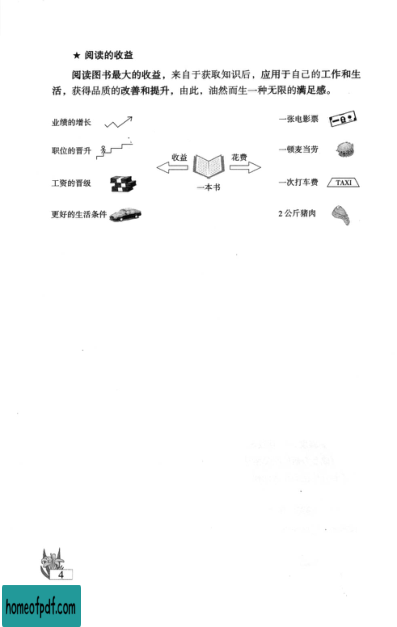 ★ 阅读的收益
阅读图书最大的收益，来自于获取知识后，应用于自己的工作和生
活，获得品质的改善和提升，由此，油然而生一种无限的满足感。
业绩的增长
职位的晋升
工资的晋级
更好的生活条件
收益
花费
一本书
一张电影票
一顿麦当劳
一次打车费
TAXI
2 公斤猪肉
4
homeofpdf.com